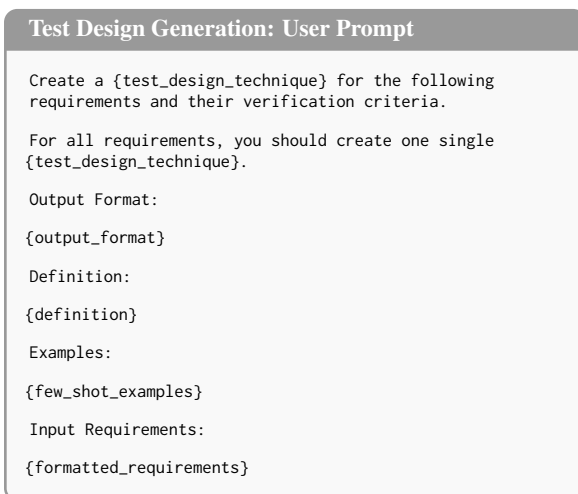 Test Design Generation: User Prompt
Create a {test_design_technique} for the following
requirements and their verification criteria.
For all requirements, you should create one single
{test_design_technique}.
Output Format:
{output_format}
Definition:
{definition}
Examples:
{few_shot_examples}
Input Requirements:
{formatted_requirements}